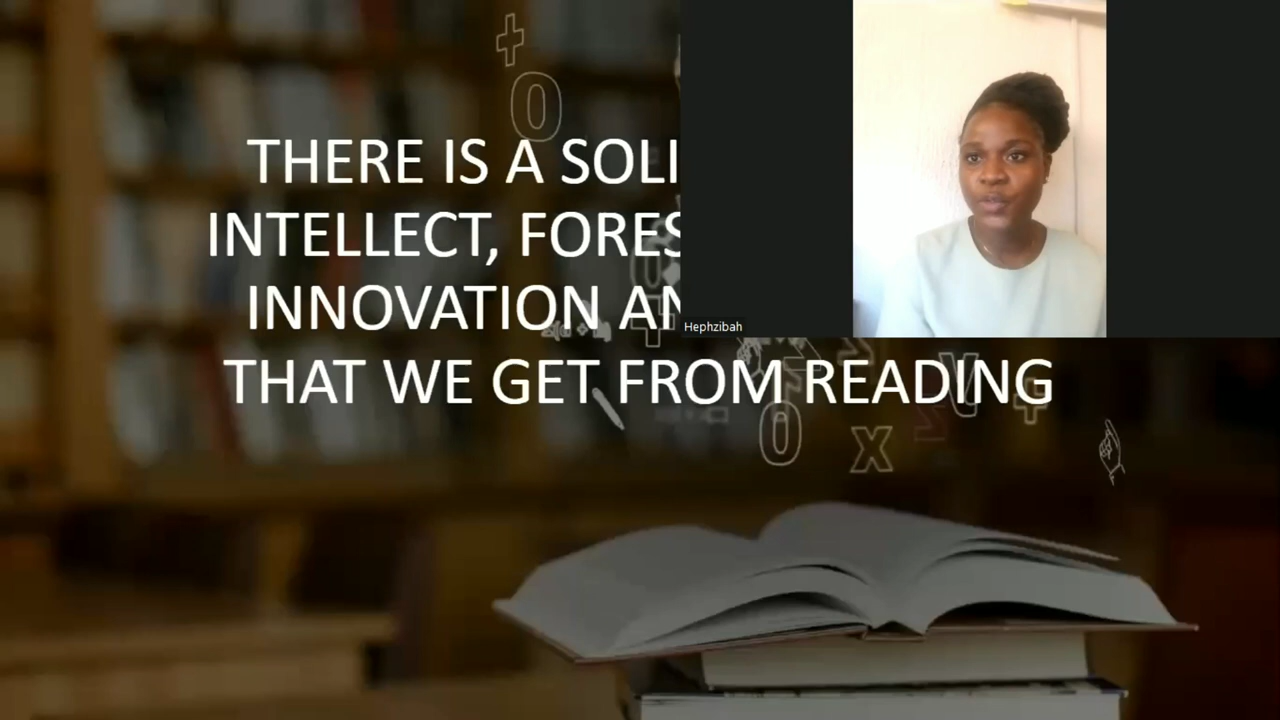 THERE IS A SOLI
INTELLECT, FORES
INNOVATION AN
THAT WE GET FROM READING
Hephzibah